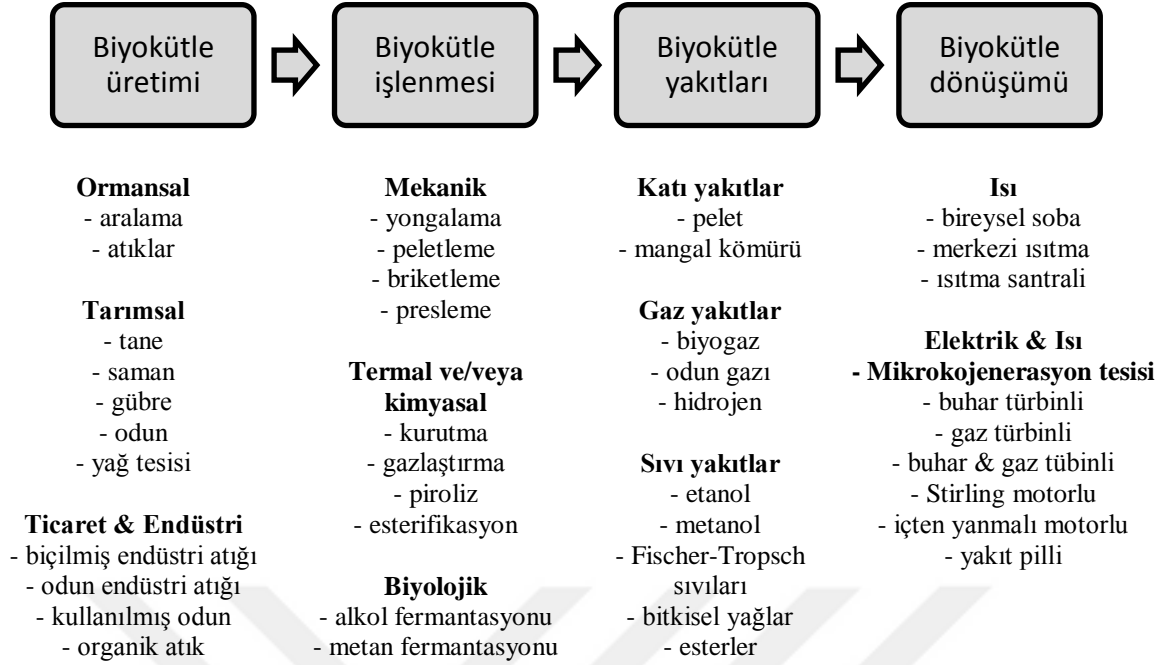 Biyokütle
üretimi
Biyokütle
işlenmesi
Biyokütle
yakıtları
Biyokütle
dönüşümü
Ormansal
- aralama
- atıklar
Tarımsal
- tane
- saman
- gübre
- odun
- yağ tesisi
Ticaret & Endüstri
- biçilmiş endüstri atığı
- odun endüstri atığı
- kullanılmış odun
- organik atık
Mekanik
- yongalama
- peletleme
- briketleme
- presleme
Termal ve/veya
kimyasal
- kurutma
- gazlaştırma
- piroliz
- esterifikasyon
Biyolojik
- alkol fermantasyonu
- metan fermantasyonu
Katı yakıtlar
- pelet
- mangal kömürü
Gaz yakıtlar
- biyogaz
- odun gazı
- hidrojen
Sıvı yakıtlar
- etanol
- metanol
- Fischer-Tropsch
sıvıları
- bitkisel yağlar
- esterler
Isı
- bireysel soba
- merkezi ısıtma
- ısıtma santrali
Elektrik & Isı
- Mikrokojenerasyon tesisi
- buhar türbinli
- gaz türbinli
- buhar & gaz tübinli
- Stirling motorlu
- içten yanmalı motorlu
- yakıt pilli